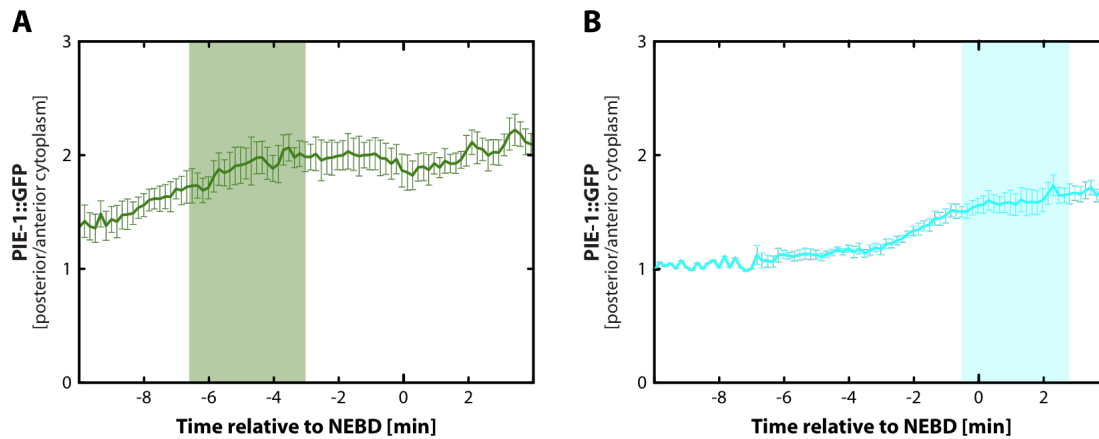 A
3
2
1
0
PIE-1::GFP
[posterior/anterior cytoplasm]
-8 -6 -4 -2 0 2
Time relative to NEBD [min]
B
3
2
1
0
PIE-1::GFP
[posterior/anterior cytoplasm]
-8 -6 -4 -2 0 2
Time relative to NEBD [min]